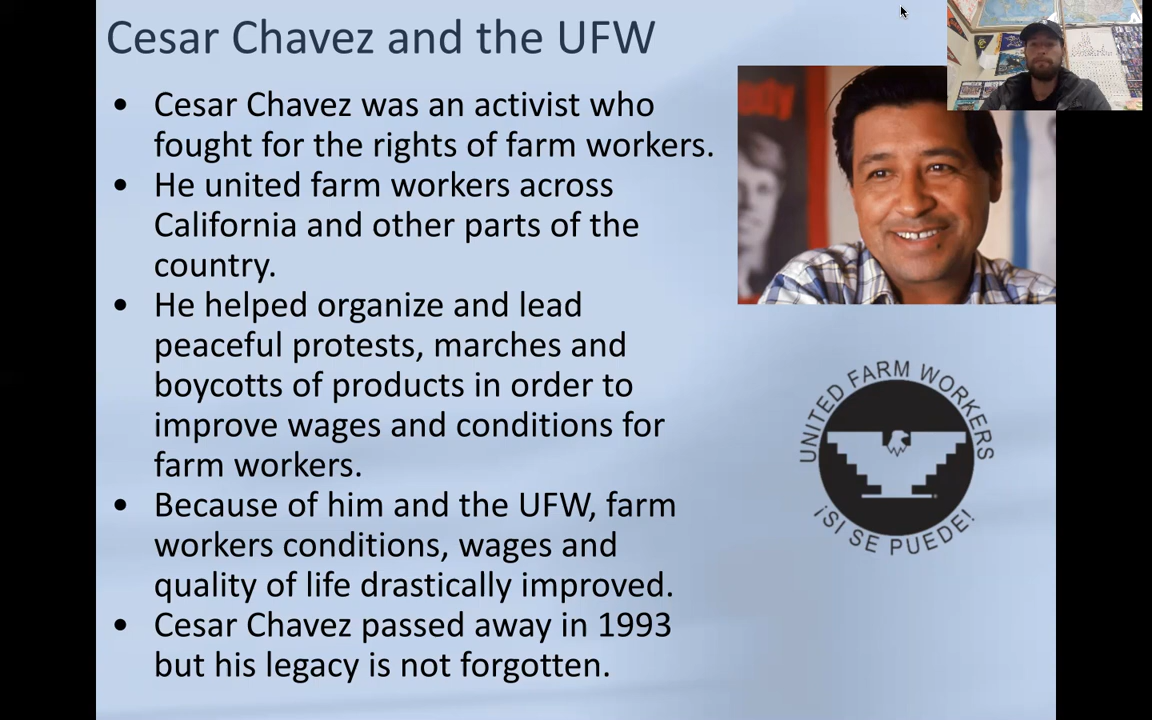 Cesar Chavez and the UFW
• Cesar Chavez was an activist who
fought for the rights of farm workers.
• He united farm workers across
California and other parts of the
country.
• He helped organize and lead
peaceful protests, marches and
boycotts of products in order to
improve wages and conditions for
farm workers.
• Because of him and the UFW, farm
workers conditions, wages and
quality of life drastically improved.
• Cesar Chavez passed away in 1993
but his legacy is not forgotten.
UNITED FARM WORKERS
¡SI SE PUEDE!